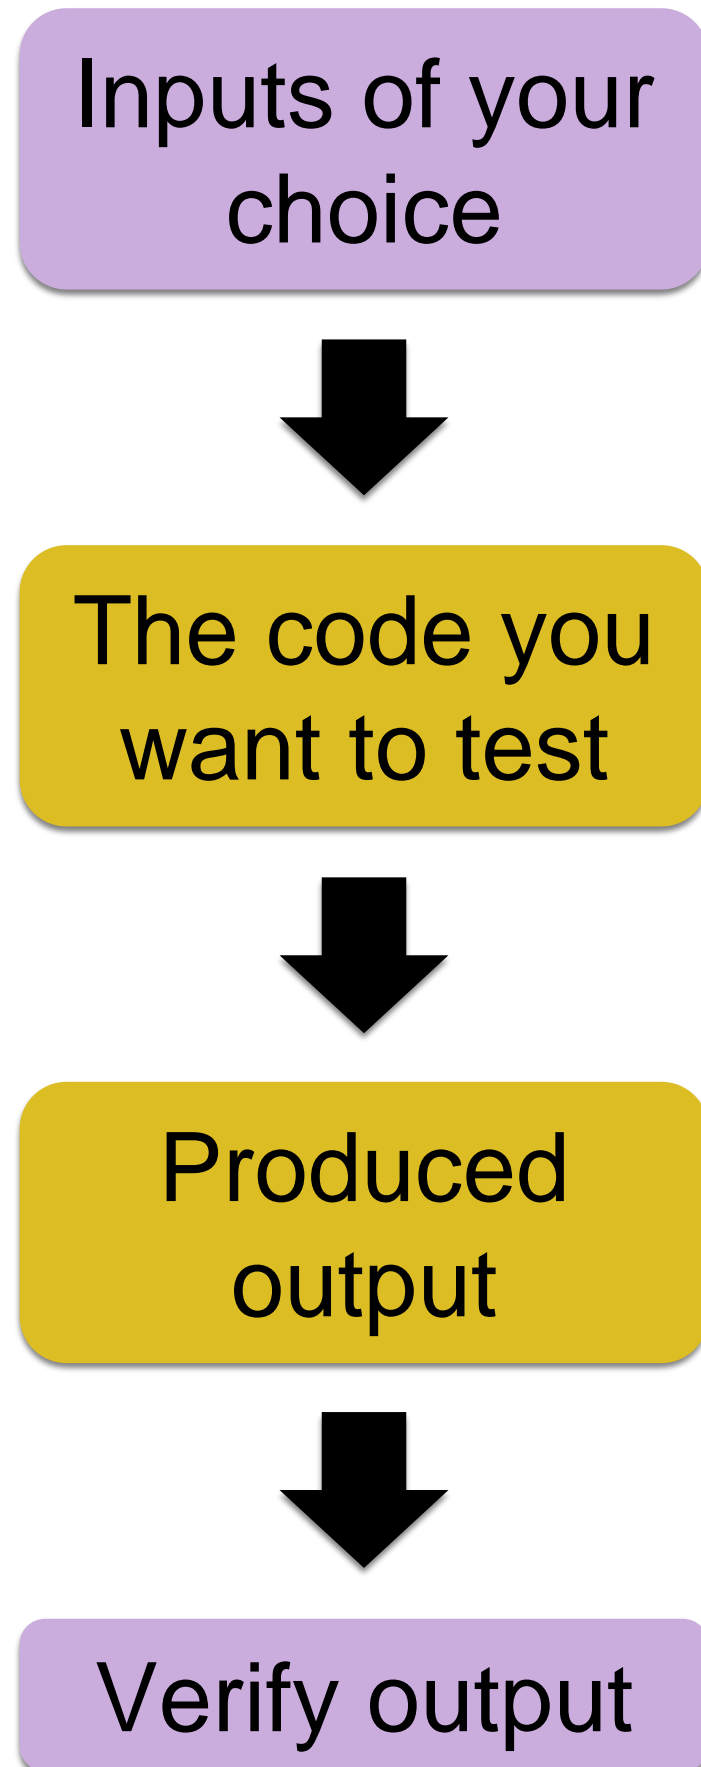 Inputs of your
choice
The code you
want to test
Produced
output
Verify output